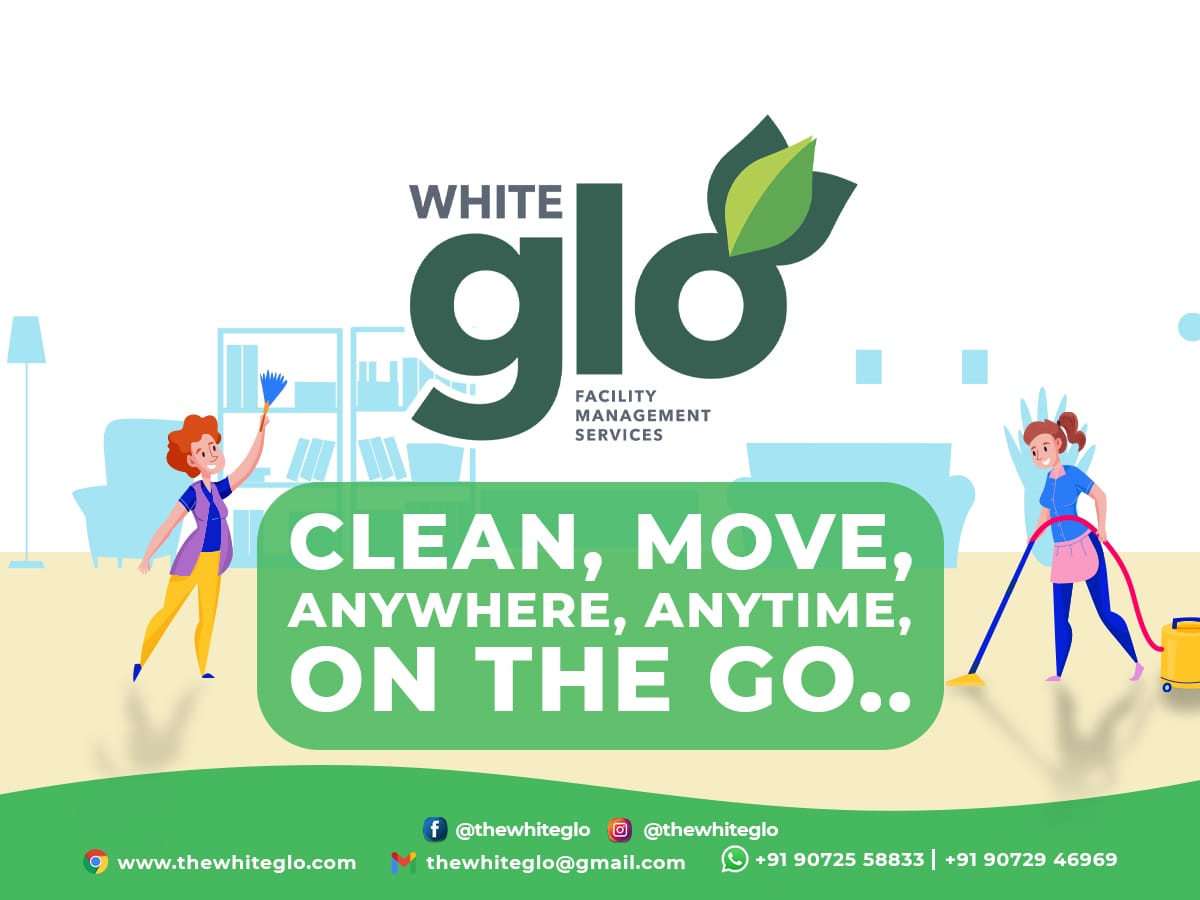 WHITE
glo
FACILITY
MANAGEMENT
SERVICES
CLEAN, MOVE,
ANYWHERE, ANYTIME,
ON THE GO..
@thewhiteglo @thewhiteglo
www.thewhiteglo.com thewhiteglo@gmail.com +91 90725 58833 | +91 90729 46969